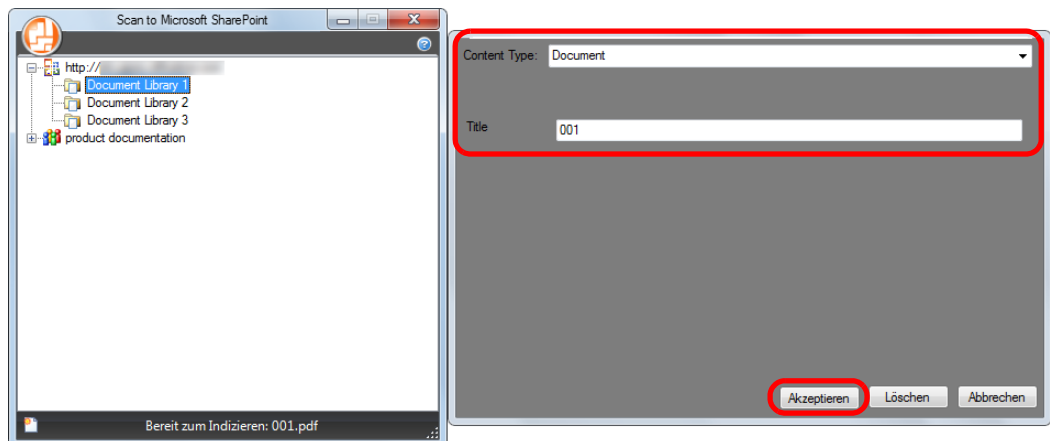 Scan to Microsoft SharePoint
http://
Document Library 1
Document Library 2
Document Library 3
product documentation
Bereit zum Indizieren: 001.pdf
Content Type: Document
Title 001
Akzeptieren Löschen Abbrechen